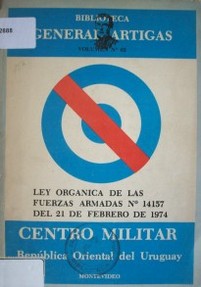 BIBLIOTECA
GENERAL ARTIGAS
LEY ORGANICA DE LAS
FUERZAS ARMADAS Nº 14157
DEL 21 DE FEBRERO DE 1974
CENTRO MILITAR
República Oriental del Uruguay
MONTEVIDEO